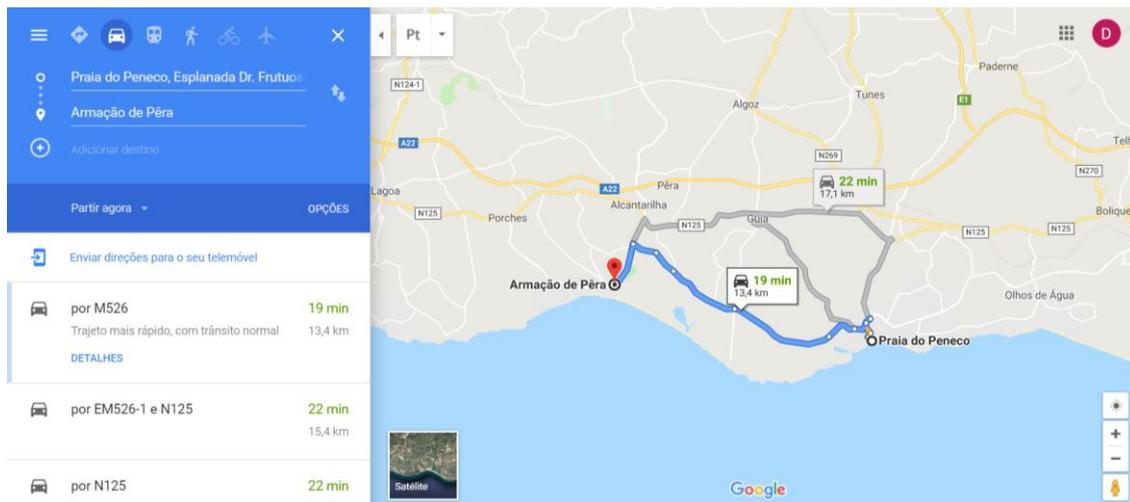 Praia do Peneco, Esplanada Dr. Frutuos
Armação de Pêra
Adicionar destino
Partir agora
OPÇÕES
Enviar direções para o seu telemóvel
por M526
19 min
Trajeto mais rápido, com trânsito normal
13,4 km
DETALHES
por EM526-1 e N125
22 min
15,4 km
por N125
22 min
Pt
D
Paderne
N124-1
Tunes
E1
Algoz
A22
Telh
N269
N270
22 min
17,1 km
Lagoa
A22
Pêra
Alcantarilha
N125
Porches
Guia
N125
Bolique
N125
N125
19 min
13,4 km
Armação de Pêra
Olhos de Água
Praia do Peneco
Satélite
Google